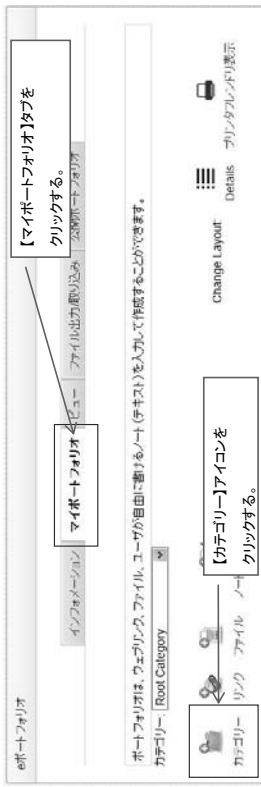 eポートフォリオ
【マイポートフォリオ】タブを
クリックする。
インフォメーション
マイポートフォリオ
ビュー
ファイル出力/取り込み
公開ポートフォリオ
ポートフォリオは、ウェブリンク、ファイル、ユーザが自由に書けるノート(テキスト)を入力して作成することができます。
カテゴリー: Root Category
【カテゴリー】アイコンを
クリックする。
Change Layout:
カテゴリー
リンク
ファイル
ノート
Details
プリンタフレンドリ表示